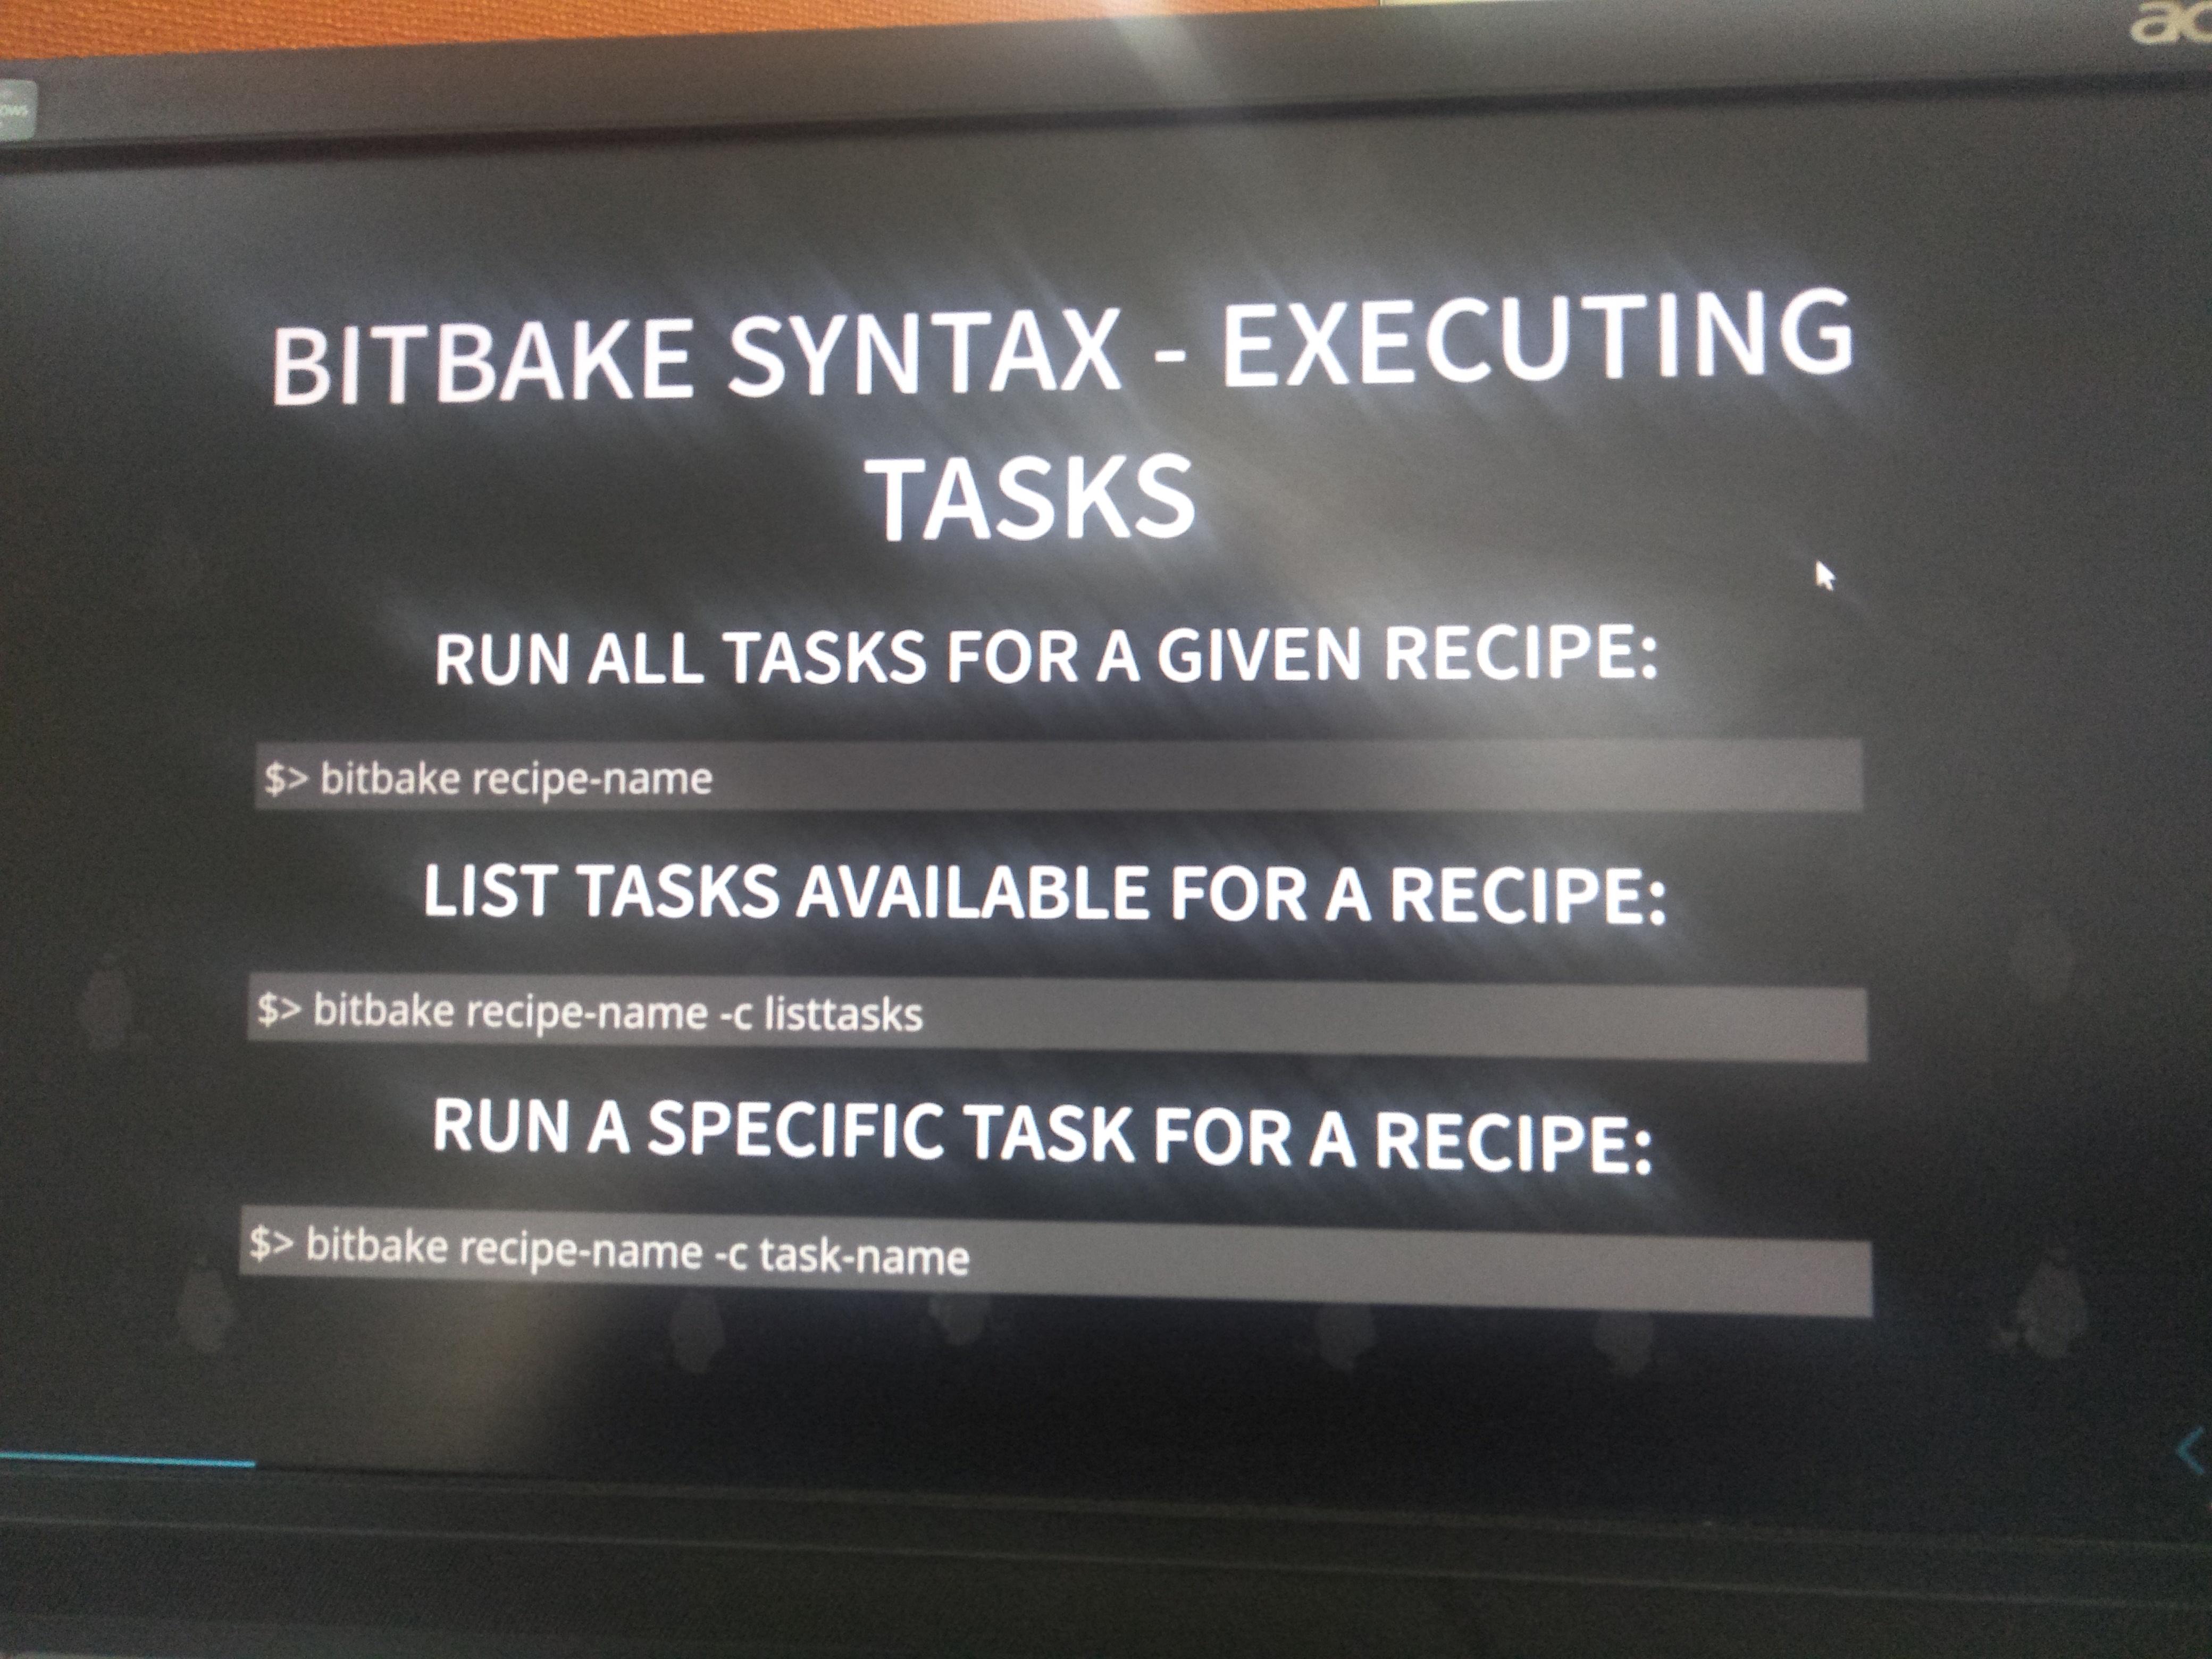 BITBAKE SYNTAX - EXECUTING
TASKS
RUN ALL TASKS FOR A GIVEN RECIPE:
$> bitbake recipe-name
LIST TASKS AVAILABLE FOR A RECIPE:
$> bitbake recipe-name -c listtasks
RUN A SPECIFIC TASK FOR A RECIPE:
$> bitbake recipe-name -c task-name